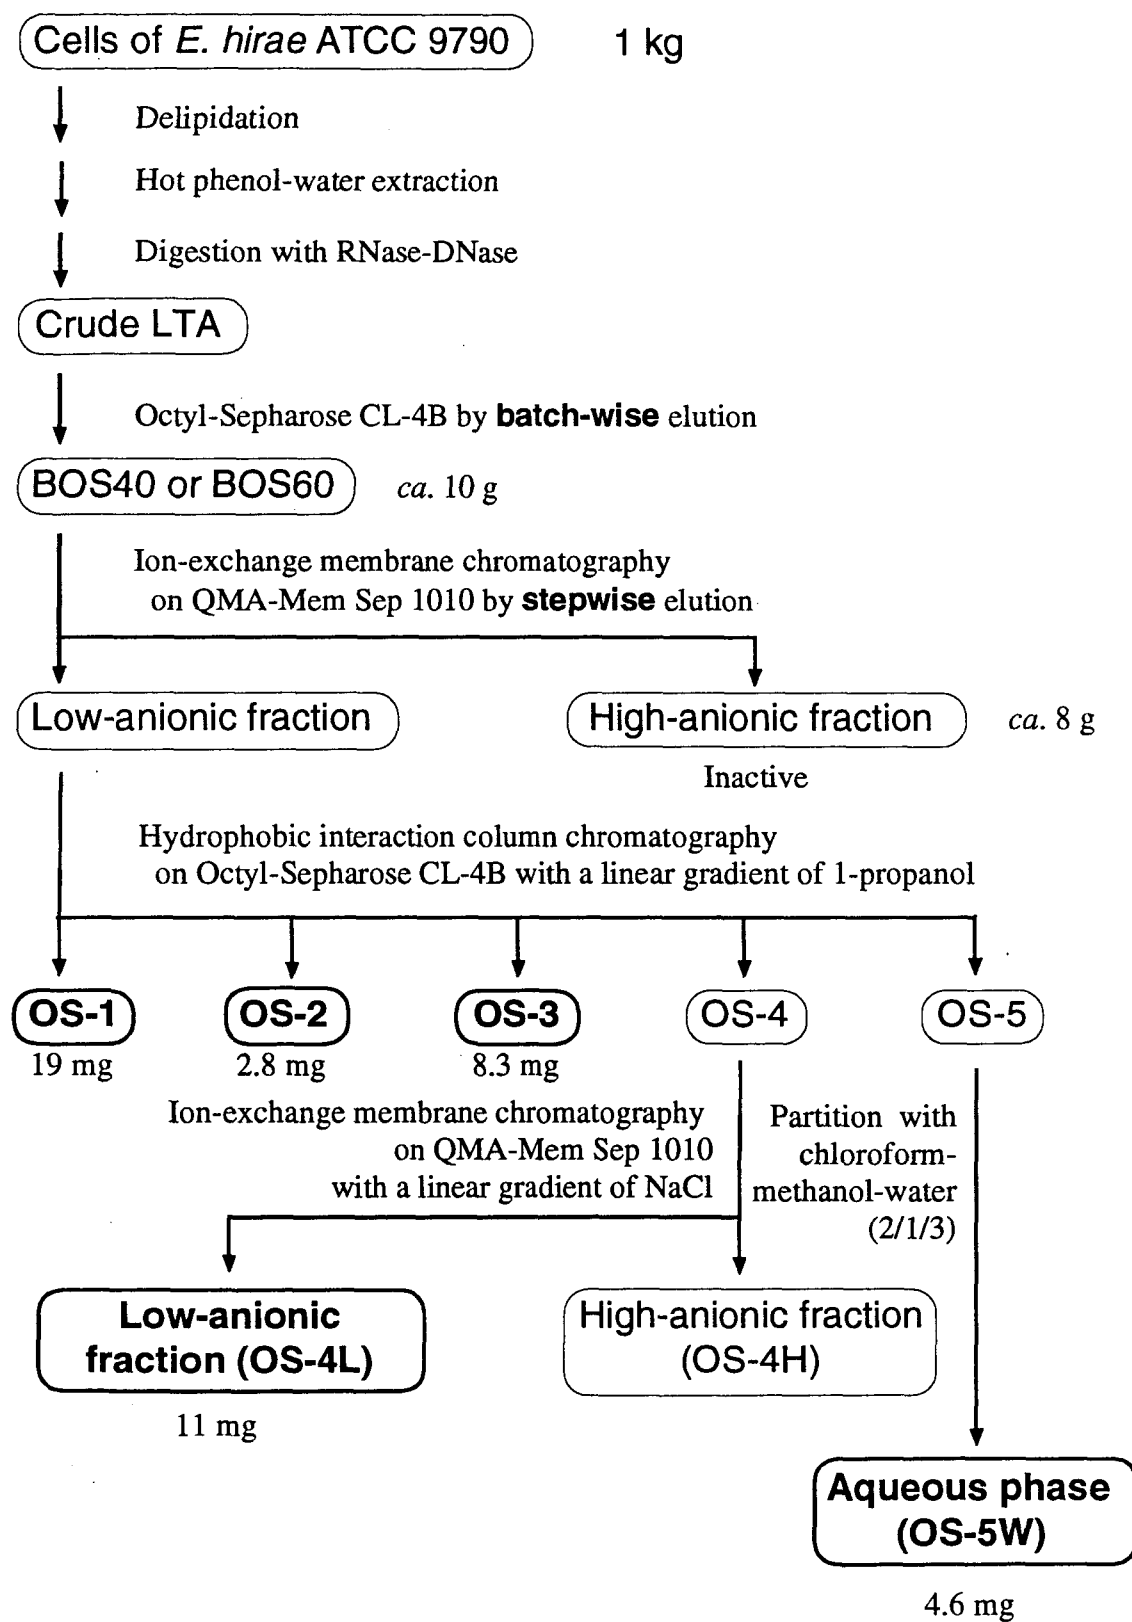 Cells of E. hirae ATCC 9790
1 kg
Delipidation
Hot phenol-water extraction
Digestion with RNase-DNase
Crude LTA
Octyl-Sepharose CL-4B by batch-wise elution
BOS40 or BOS60
ca. 10 g
Ion-exchange membrane chromatography
on QMA-Mem Sep 1010 by stepwise elution
Low-anionic fraction
High-anionic fraction
ca. 8 g
Inactive
Hydrophobic interaction column chromatography
on Octyl-Sepharose CL-4B with a linear gradient of 1-propanol
OS-1
OS-2
OS-3
OS-4
OS-5
19 mg
2.8 mg
8.3 mg
Ion-exchange membrane chromatography
on QMA-Mem Sep 1010
with a linear gradient of NaCl
Partition with
chloroform-
methanol-water
(2/1/3)
Low-anionic
fraction (OS-4L)
11 mg
High-anionic fraction
(OS-4H)
Aqueous phase
(OS-5W)
4.6 mg